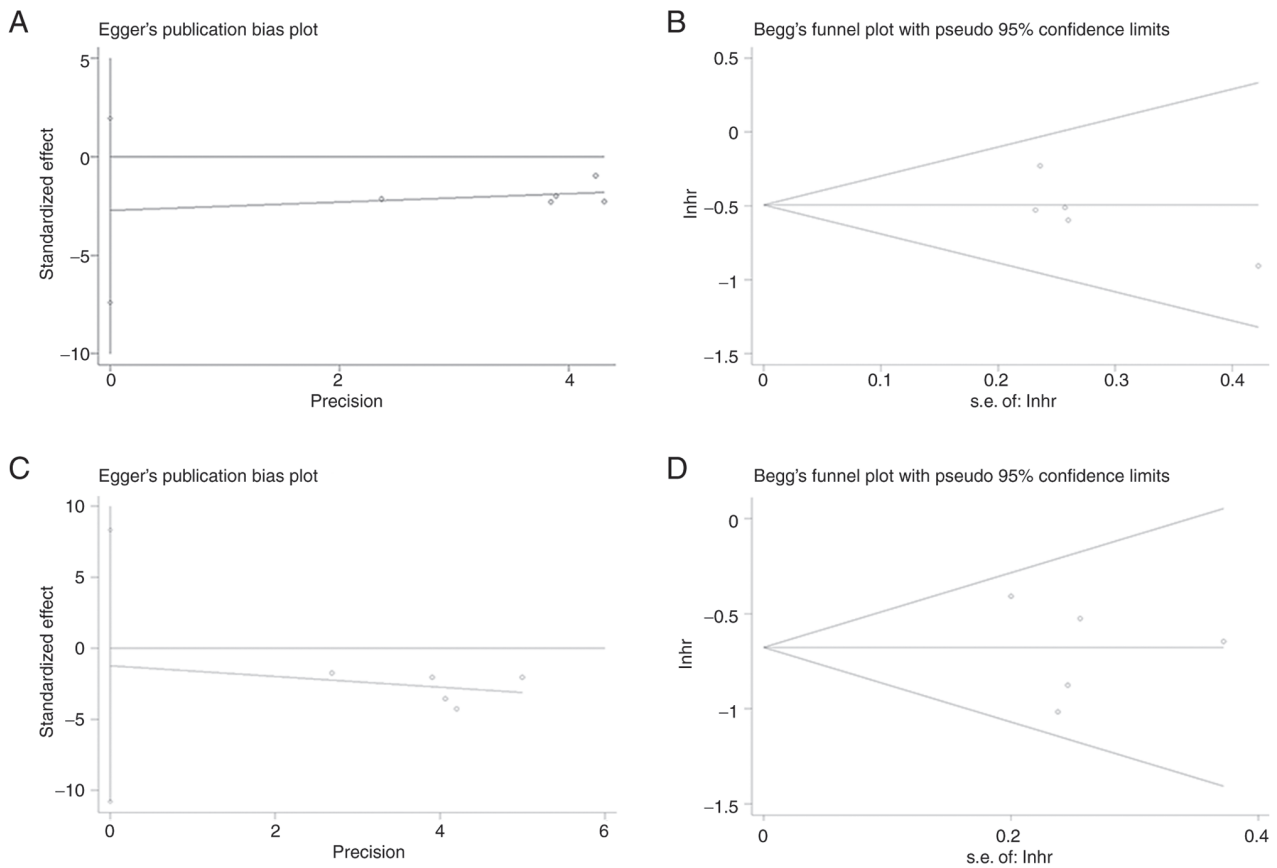 A
Egger's publication bias plot
5
0
−5
−10
Standardized effect
0
2
4
Precision
B
Begg's funnel plot with pseudo 95% confidence limits
0.5
0
−0.5
−1
−1.5
lnhr
0
0.1
0.2
0.3
0.4
s.e. of: lnhr
C
Egger's publication bias plot
10
5
0
−5
−10
Standardized effect
0
2
4
6
Precision
D
Begg's funnel plot with pseudo 95% confidence limits
0
−0.5
−1
−1.5
lnhr
0
0.2
0.4
s.e. of: lnhr